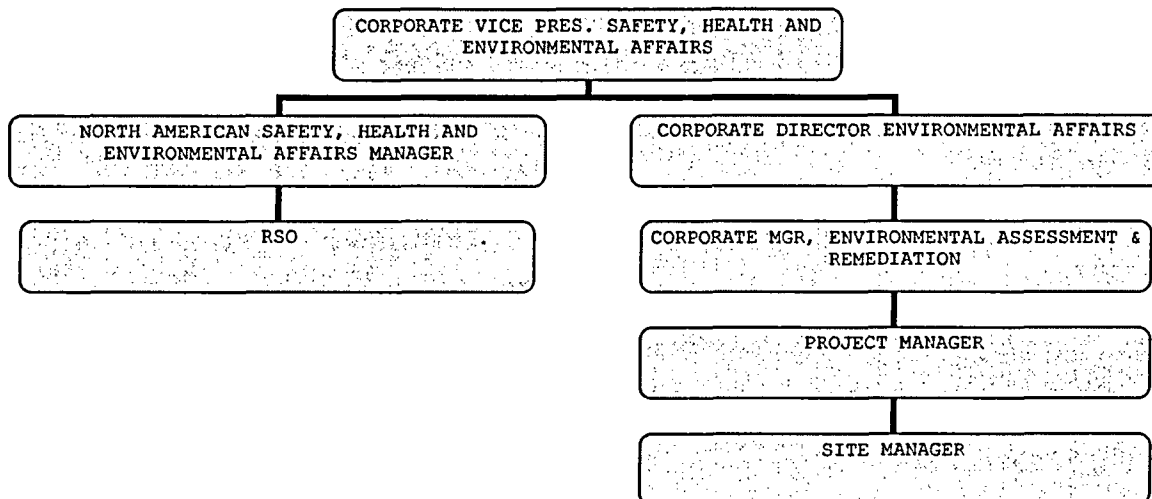 CORPORATE VICE PRES. SAFETY, HEALTH AND
ENVIRONMENTAL AFFAIRS
NORTH AMERICAN SAFETY, HEALTH AND
ENVIRONMENTAL AFFAIRS MANAGER
CORPORATE DIRECTOR ENVIRONMENTAL AFFAIRS
RSO
CORPORATE MGR, ENVIRONMENTAL ASSESSMENT &
REMEDIATION
PROJECT MANAGER
SITE MANAGER